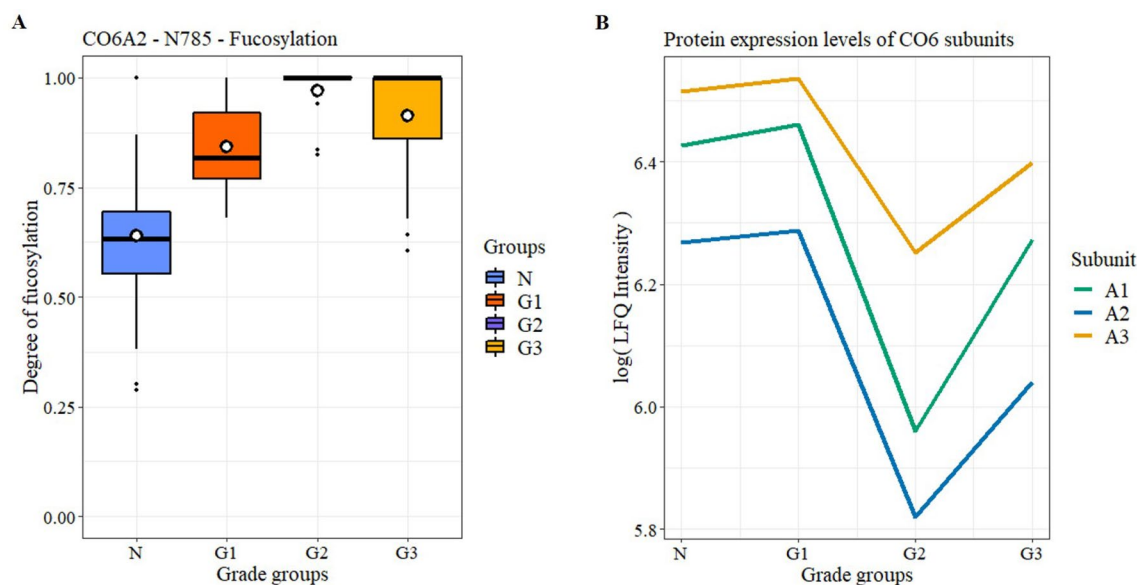 A
CO6A2 - N785 - Fucosylation
Degree of fucosylation
1.00
0.75
0.50
0.25
0.00
N
G1
G2
G3
Grade groups
Groups
N
G1
G2
G3
B
Protein expression levels of CO6 subunits
log( LFQ Intensity )
6.4
6.2
6.0
5.8
N
G1
G2
G3
Grade groups
Subunit
A1
A2
A3